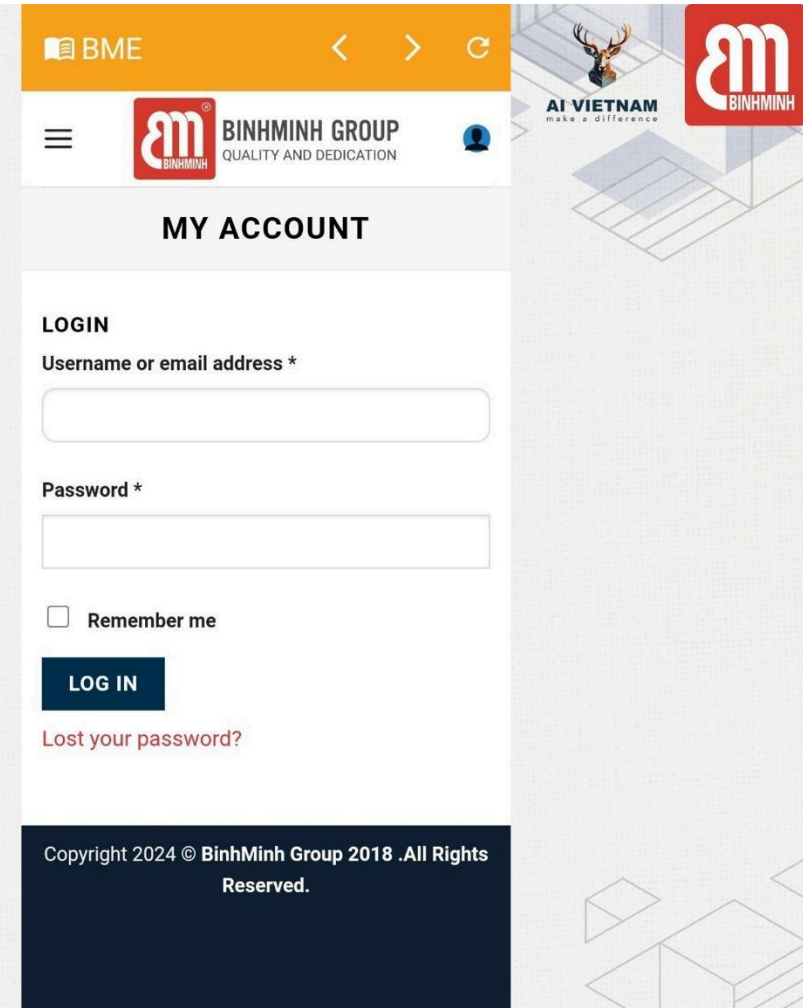 BME
AI VIETNAM
make a difference
BINHMINH
BINHMINH
®
BINHMINH GROUP
QUALITY AND DEDICATION
MY ACCOUNT
LOGIN
Username or email address *
Password *
Remember me
LOG IN
Lost your password?
Copyright 2024 © BinhMinh Group 2018 .All Rights
Reserved.